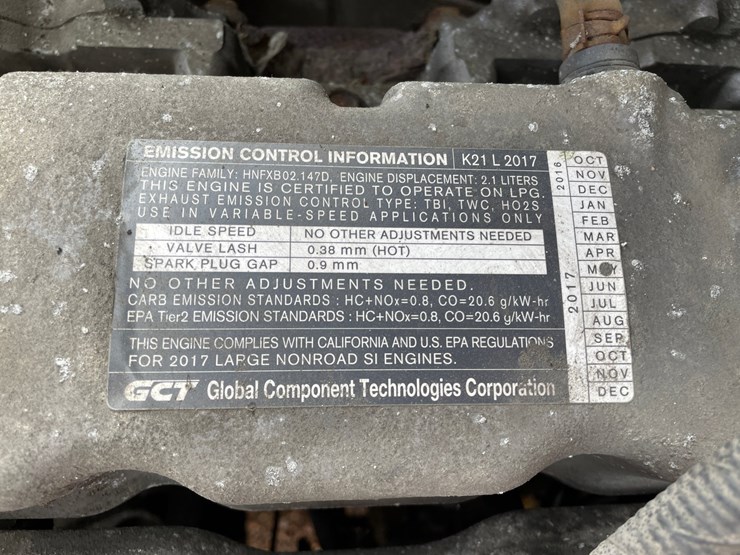 EMISSION CONTROL INFORMATION K21 L 2017
ENGINE FAMILY: HNFXB02.147D, ENGINE DISPLACEMENT: 2.1 LITERS
THIS ENGINE IS CERTIFIED TO OPERATE ON LPG.
EXHAUST EMISSION CONTROL TYPE: TBI, TWC, HO2S
USE IN VARIABLE-SPEED APPLICATIONS ONLY
IDLE SPEED NO OTHER ADJUSTMENTS NEEDED
VALVE LASH 0.38 mm (HOT)
SPARK PLUG GAP 0.9 mm
NO OTHER ADJUSTMENTS NEEDED.
CARB EMISSION STANDARDS : HC+NOx=0.8, CO=20.6 g/kW-hr
EPA Tier2 EMISSION STANDARDS : HC+NOx=0.8, CO=20.6 g/kW-hr
THIS ENGINE COMPLIES WITH CALIFORNIA AND U.S. EPA REGULATIONS
FOR 2017 LARGE NONROAD SI ENGINES.
GCT Global Component Technologies Corporation
2016
OCT
NOV
DEC
2017
JAN
FEB
MAR
APR
MAY
JUN
JUL
AUG
SEP
OCT
NOV
DEC